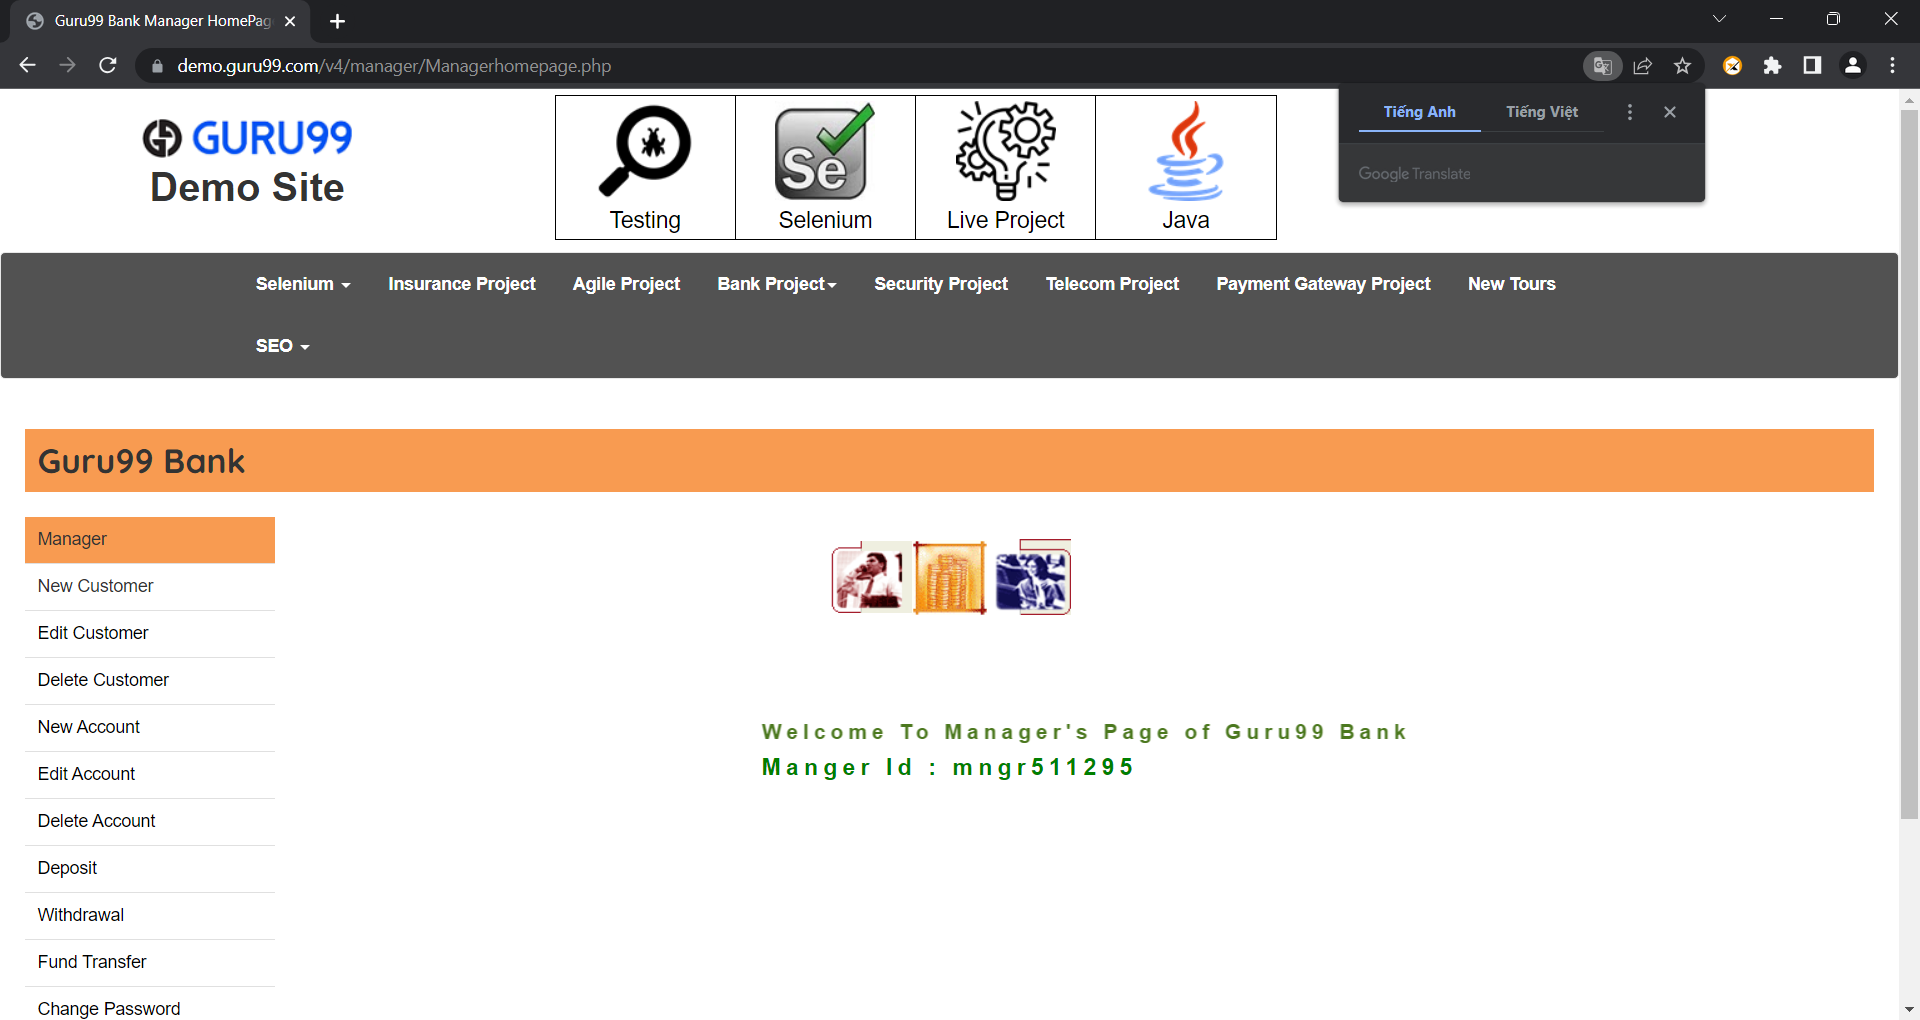 Guru99 Bank Manager HomePag
demo.guru99.com/v4/manager/Managerhomepage.php
Tiếng Anh
Tiếng Việt
Google Translate
GURU99
Demo Site
Se
Testing
Selenium
Live Project
Java
Selenium
Insurance Project
Agile Project
Bank Project
Security Project
Telecom Project
Payment Gateway Project
New Tours
SEO
Guru99 Bank
Manager
New Customer
Edit Customer
Delete Customer
New Account
Edit Account
Delete Account
Deposit
Withdrawal
Fund Transfer
Change Password
Welcome To Manager's Page of Guru99 Bank
Manger Id : mngr511295